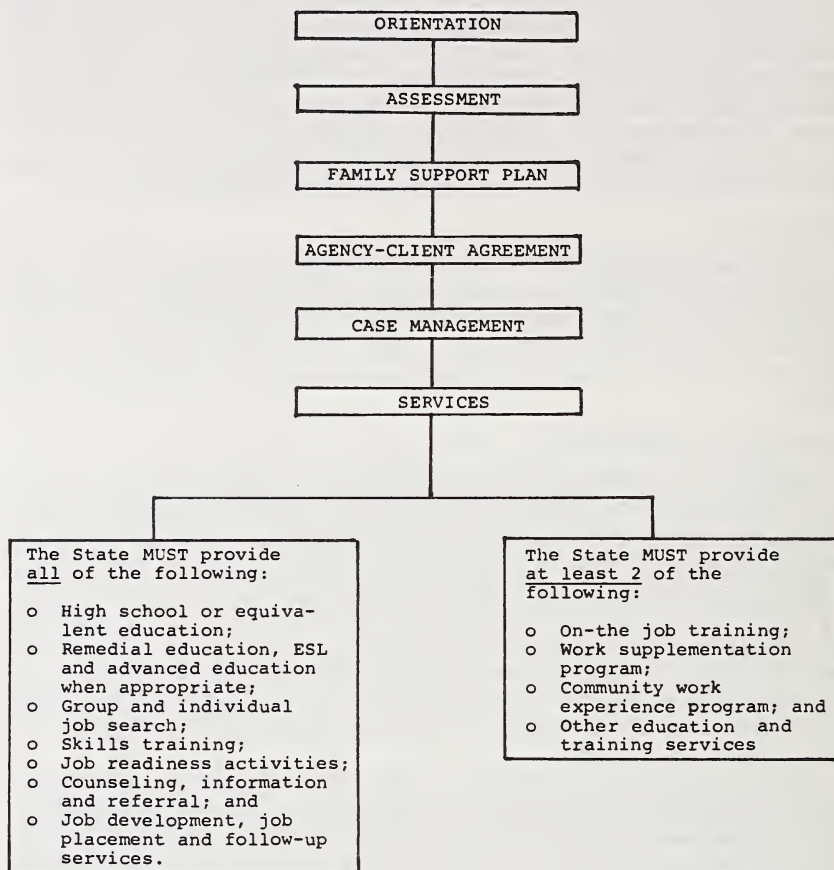 ORIENTATION
ASSESSMENT
FAMILY SUPPORT PLAN
AGENCY-CLIENT AGREEMENT
CASE MANAGEMENT
SERVICES
The State MUST provide
all of the following:
o High school or equiva-
lent education;
o Remedial education, ESL
and advanced education
when appropriate;
o Group and individual
job search;
o Skills training;
o Job readiness activities;
o Counseling, information
and referral; and
o Job development, job
placement and follow-up
services.
The State MUST provide
at least 2 of the
following:
o On-the job training;
o Work supplementation
program;
o Community work
experience program; and
o Other education and
training services